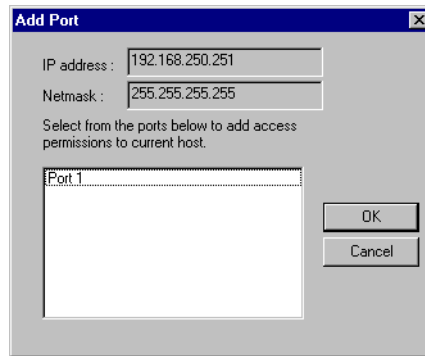 Add Port
IP address : 192.168.250.251
Netmask : 255.255.255.255
Select from the ports below to add access
permissions to current host.
Port 1
OK
Cancel